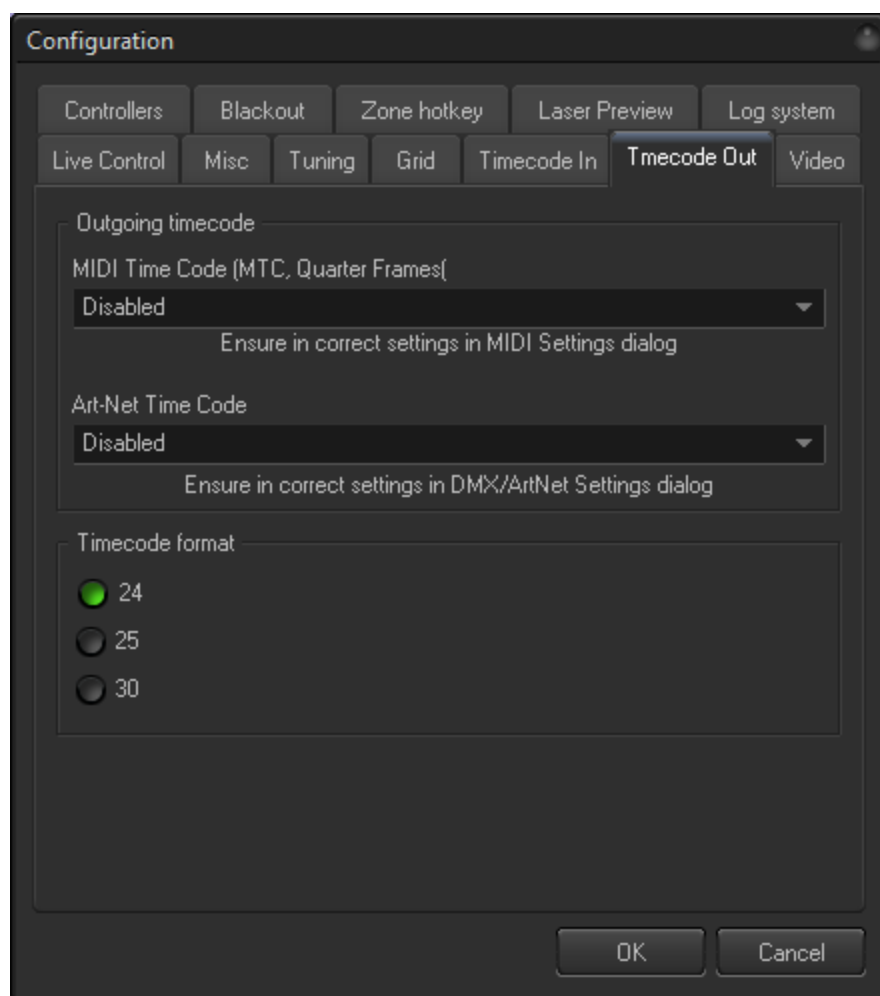 Configuration
Controllers Blackout Zone hotkey Laser Preview Log system
Live Control Misc Tuning Grid Timecode In Tmecode Out Video
Outgoing timecode
MIDI Time Code (MTC, Quarter Frames(
Disabled
Ensure in correct settings in MIDI Settings dialog
Art-Net Time Code
Disabled
Ensure in correct settings in DMX/ArtNet Settings dialog
Timecode format
24
25
30
OK Cancel